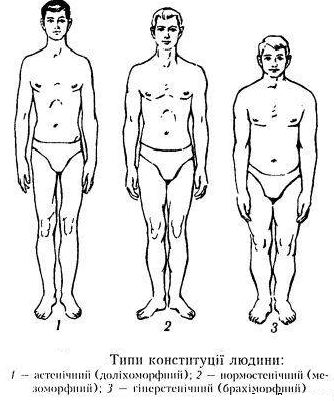 1
2
3
Типи конституції людини:
1 — астенічний (доліхоморфний); 2 — нормостенічний (ме-
зоморфний); 3 — гіперстенічний (брахіморфний)